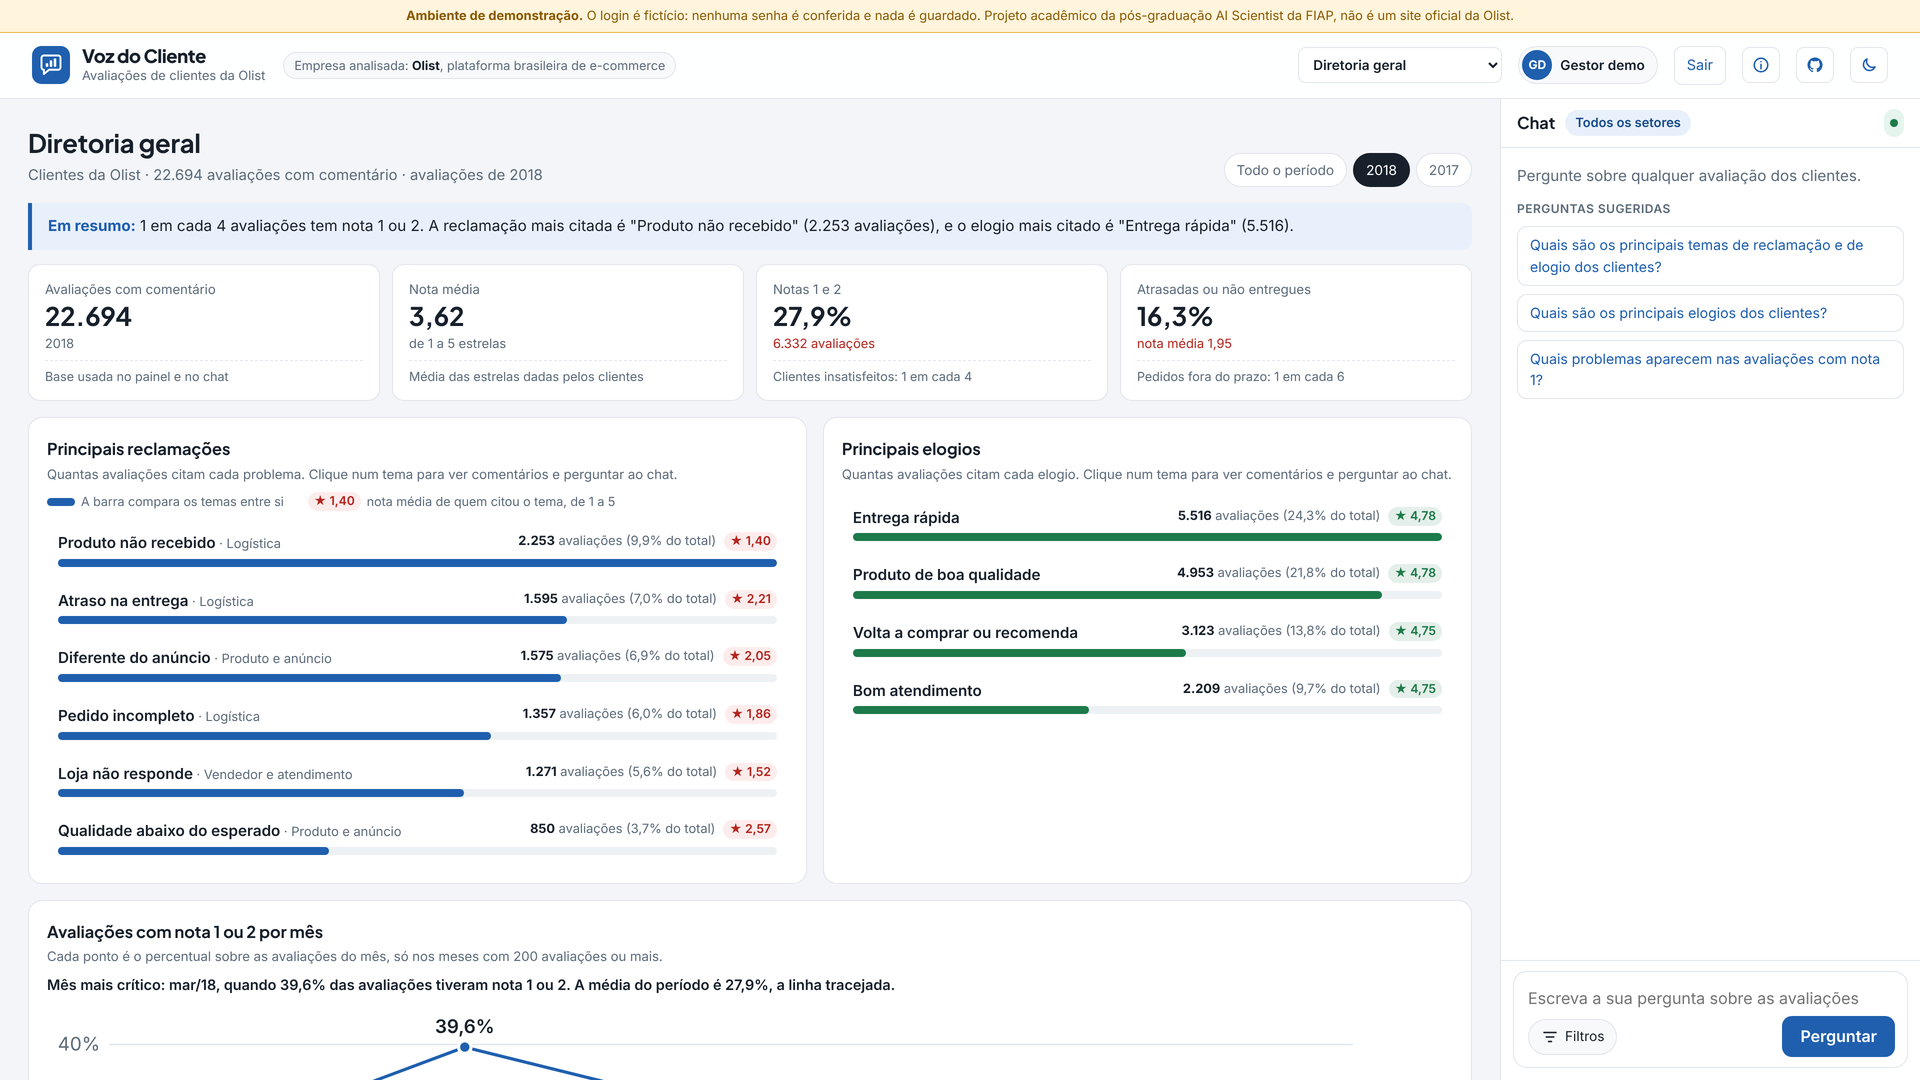 Ambiente de demonstração. O login é fictício: nenhuma senha é conferida e nada é guardado. Projeto acadêmico da pós-graduação AI Scientist da FIAP, não é um site oficial da Olist.
Voz do Cliente
Avaliações de clientes da Olist
Empresa analisada: Olist, plataforma brasileira de e-commerce
Diretoria geral
GD
Gestor demo
Sair
Diretoria geral
Clientes da Olist · 22.694 avaliações com comentário · avaliações de 2018
Todo o período
2018
2017
Em resumo: 1 em cada 4 avaliações tem nota 1 ou 2. A reclamação mais citada é "Produto não recebido" (2.253 avaliações), e o elogio mais citado é "Entrega rápida" (5.516).
Avaliações com comentário
22.694
2018
Base usada no painel e no chat
Nota média
3,62
de 1 a 5 estrelas
Média das estrelas dadas pelos clientes
Notas 1 e 2
27,9%
6.332 avaliações
Clientes insatisfeitos: 1 em cada 4
Atrasadas ou não entregues
16,3%
nota média 1,95
Pedidos fora do prazo: 1 em cada 6
Principais reclamações
Quantas avaliações citam cada problema. Clique num tema para ver comentários e perguntar ao chat.
A barra compara os temas entre si
★ 1,40
nota média de quem citou o tema, de 1 a 5
Produto não recebido · Logística
2.253 avaliações (9,9% do total)
★ 1,40
Atraso na entrega · Logística
1.595 avaliações (7,0% do total)
★ 2,21
Diferente do anúncio · Produto e anúncio
1.575 avaliações (6,9% do total)
★ 2,05
Pedido incompleto · Logística
1.357 avaliações (6,0% do total)
★ 1,86
Loja não responde · Vendedor e atendimento
1.271 avaliações (5,6% do total)
★ 1,52
Qualidade abaixo do esperado · Produto e anúncio
850 avaliações (3,7% do total)
★ 2,57
Principais elogios
Quantas avaliações citam cada elogio. Clique num tema para ver comentários e perguntar ao chat.
Entrega rápida
5.516 avaliações (24,3% do total)
★ 4,78
Produto de boa qualidade
4.953 avaliações (21,8% do total)
★ 4,78
Volta a comprar ou recomenda
3.123 avaliações (13,8% do total)
★ 4,75
Bom atendimento
2.209 avaliações (9,7% do total)
★ 4,75
Avaliações com nota 1 ou 2 por mês
Cada ponto é o percentual sobre as avaliações do mês, só nos meses com 200 avaliações ou mais.
Mês mais crítico: mar/18, quando 39,6% das avaliações tiveram nota 1 ou 2. A média do período é 27,9%, a linha tracejada.
39,6%
40%
Chat
Todos os setores
Pergunte sobre qualquer avaliação dos clientes.
PERGUNTAS SUGERIDAS
Quais são os principais temas de reclamação e de
elogio dos clientes?
Quais são os principais elogios dos clientes?
Quais problemas aparecem nas avaliações com nota
1?
Escreva a sua pergunta sobre as avaliações
Filtros
Perguntar